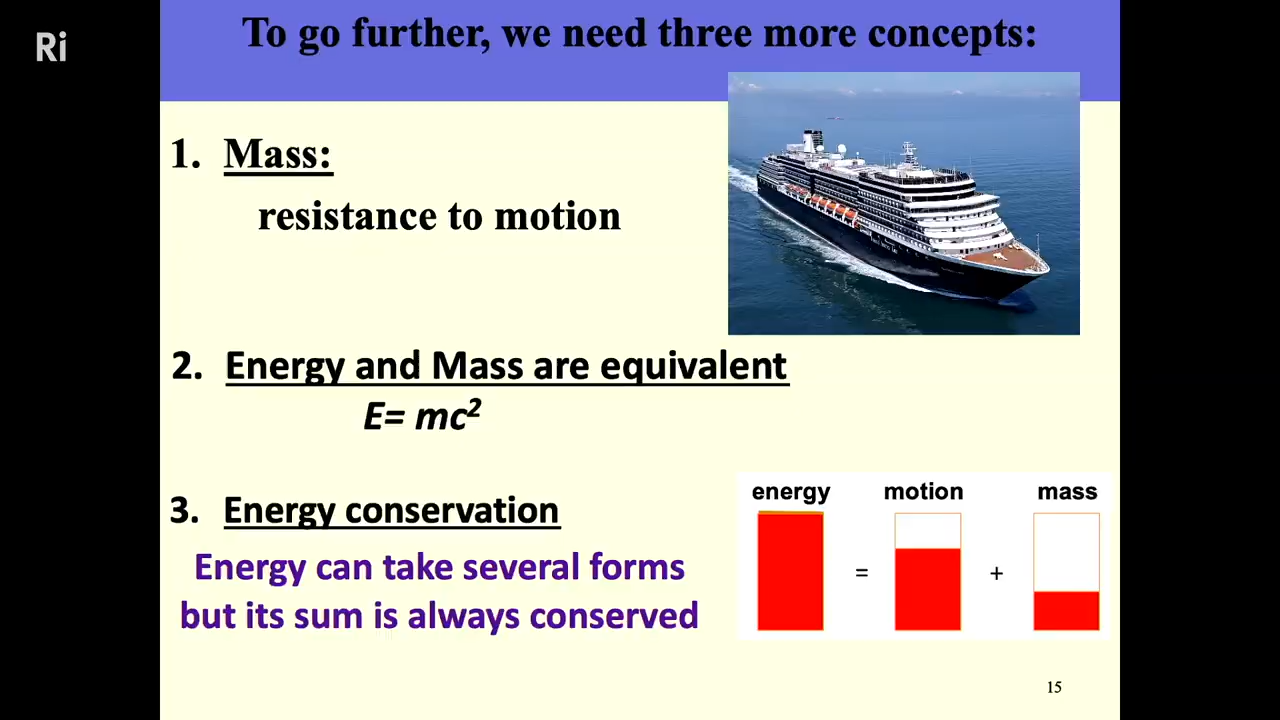 Ri
To go further, we need three more concepts:
1. Mass:
resistance to motion
2. Energy and Mass are equivalent
E= mc²
3. Energy conservation
Energy can take several forms
but its sum is always conserved
energy motion mass
= +
15